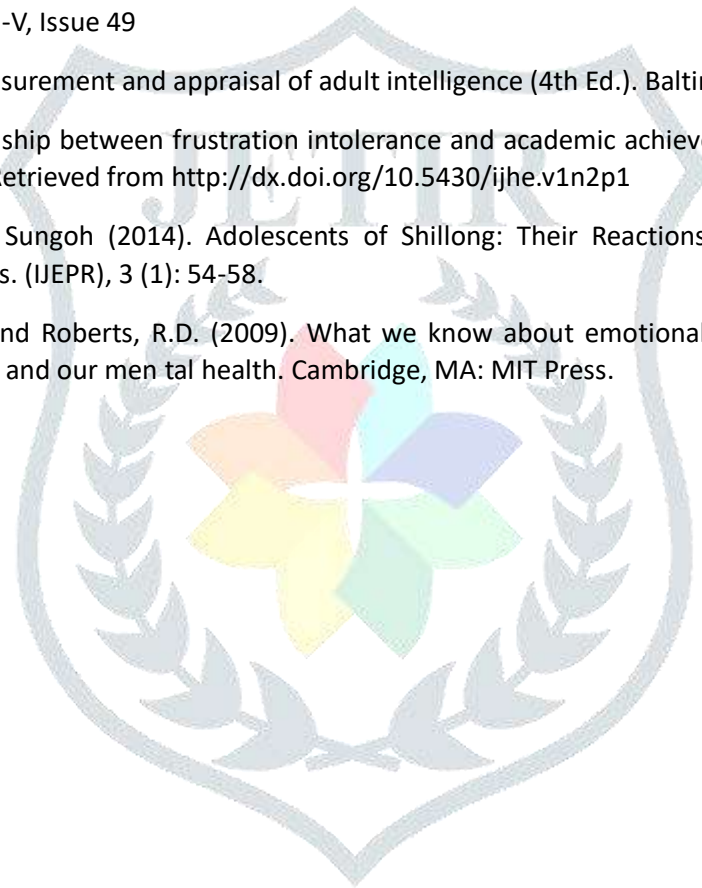 -V, Issue 49
surement and appraisal of adult intelligence (4th Ed.). Baltin
JETIR
ship between frustration intolerance and academic achieve
Retrieved from http://dx.doi.org/10.5430/ijhe.v1n2p1
Sungoh (2014). Adolescents of Shillong: Their Reactions
s. (IJEPR), 3 (1): 54-58.
nd Roberts, R.D. (2009). What we know about emotional
and our men tal health. Cambridge, MA: MIT Press.